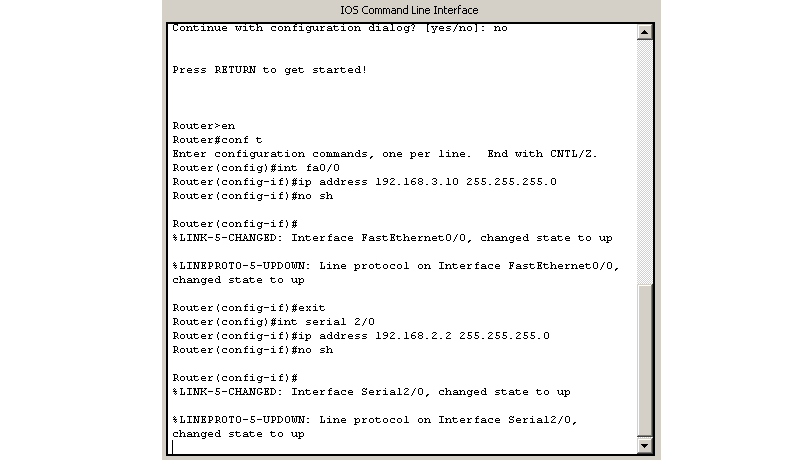 IOS Command Line Interface
Continue with configuration dialog? [yes/no]: no
Press RETURN to get started!
Router>en
Router#conf t
Enter configuration commands, one per line.  End with CNTL/Z.
Router(config)#int fa0/0
Router(config-if)#ip address 192.168.3.10 255.255.255.0
Router(config-if)#no sh
Router(config-if)#
%LINK-5-CHANGED: Interface FastEthernet0/0, changed state to up
%LINEPROTO-5-UPDOWN: Line protocol on Interface FastEthernet0/0,
changed state to up
Router(config-if)#exit
Router(config)#int serial 2/0
Router(config-if)#ip address 192.168.2.2 255.255.255.0
Router(config-if)#no sh
Router(config-if)#
%LINK-5-CHANGED: Interface Serial2/0, changed state to up
%LINEPROTO-5-UPDOWN: Line protocol on Interface Serial2/0,
changed state to up